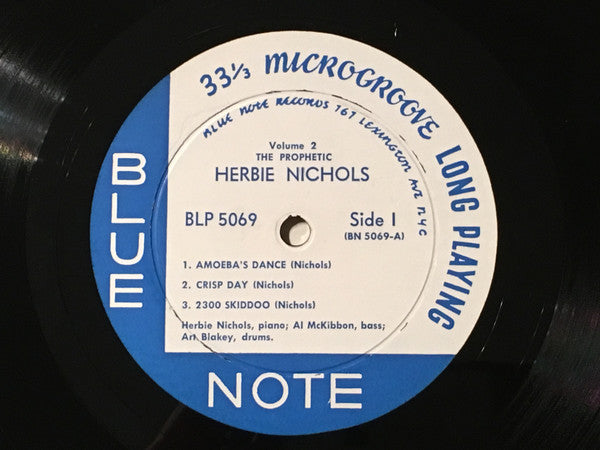 33⅓ MICROGROOVE LONG PLAYING
BLUE NOTE RECORDS 767 LEXINGTON AVE NYC
Volume 2
THE PROPHETIC
HERBIE NICHOLS
BLP 5069
Side I
(BN 5069-A)
1. AMOEBA'S DANCE (Nichols)
2. CRISP DAY (Nichols)
3. 2300 SKIDDOO (Nichols)
Herbie Nichols, piano; Al McKibbon, bass;
Art Blakey, drums.
BLUE
NOTE